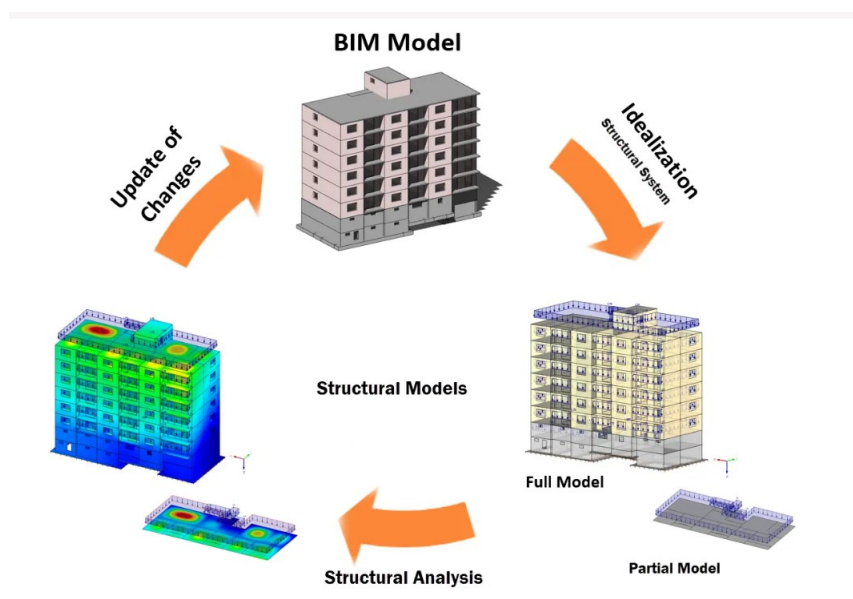 BIM Model
Update of
Changes
Idealization
Structural System
Structural Models
Full Model
Partial Model
Structural Analysis